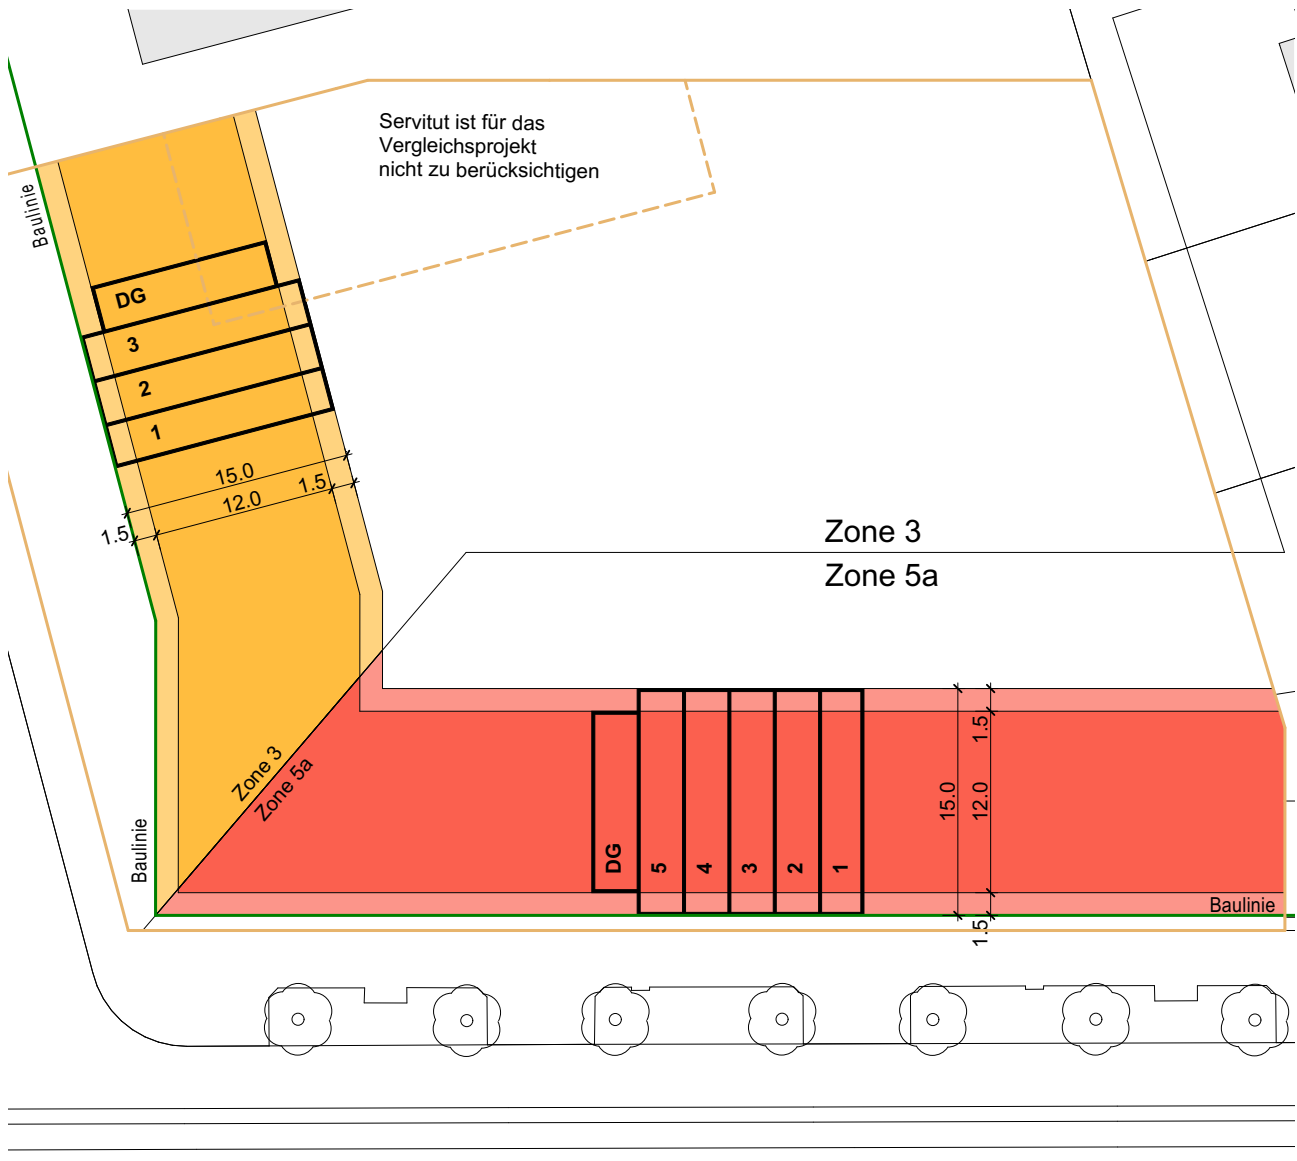 Servitut ist für das
Vergleichsprojekt
nicht zu berücksichtigen
Baulinie
DG
3
2
1
15.0
12.0
1.5
1.5
Zone 3
Zone 5a
Zone 3
Zone 5a
Baulinie
DG
5
4
3
2
1
15.0
12.0
1.5
1.5
Baulinie